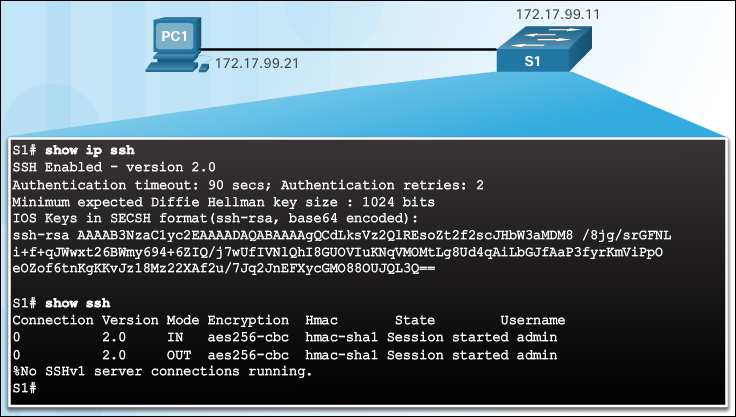 172.17.99.11
PC1
172.17.99.21
S1
S1# show ip ssh
SSH Enabled - version 2.0
Authentication timeout: 90 secs; Authentication retries: 2
Minimum expected Diffie Hellman key size : 1024 bits
IOS Keys in SECSH format(ssh-rsa, base64 encoded):
ssh-rsa AAAAB3NzaC1yc2EAAAADAQABAAAAgQCdLksVz2QlREsoZt2f2scJHbW3aMDM8 /8jg/srGFNL
i+f+qJWwxt26BWmy694+6ZIQ/j7wUfIVNlQhI8GUOVIuKNqVMOMtLg8Ud4qAiLbGJfAaP3fyrKmViPpO
eOZof6tnKgKKvJz18Mz22XAf2u/7Jq2JnEFXycGMO88OUJQL3Q==
S1# show ssh
Connection Version Mode Encryption Hmac State Username
0 2.0 IN aes256-cbc hmac-sha1 Session started admin
0 2.0 OUT aes256-cbc hmac-sha1 Session started admin
%No SSHv1 server connections running.
S1#